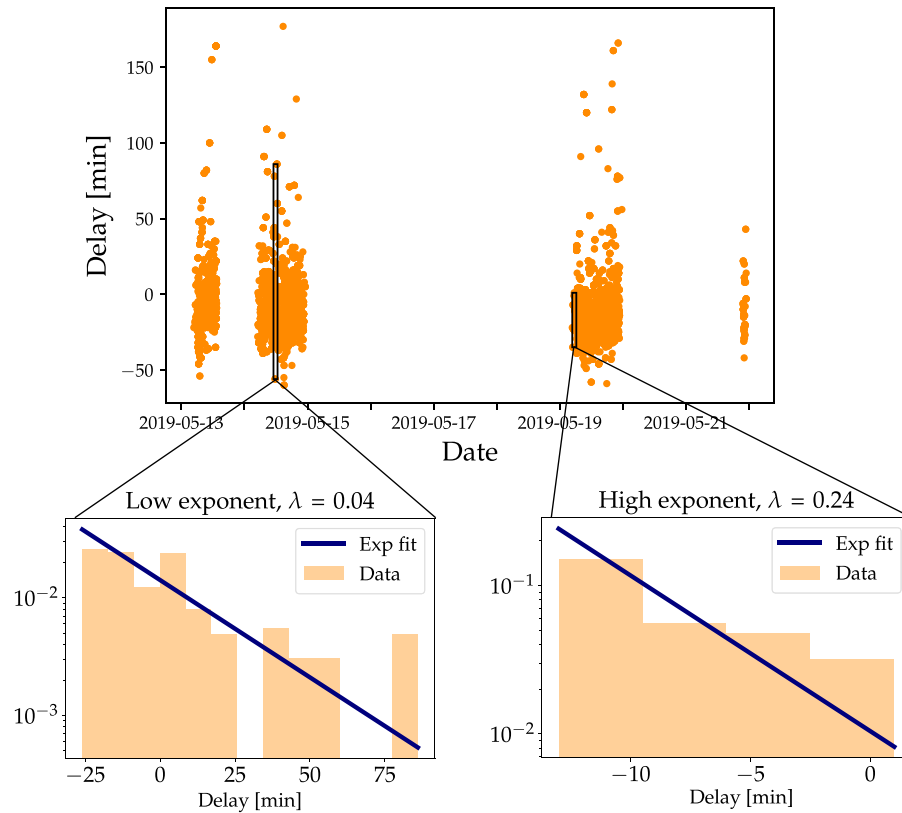 150
100
50
0
−50
Delay [min]
2019-05-13 2019-05-15 2019-05-17 2019-05-19 2019-05-21
Date
Low exponent, λ = 0.04
Exp fit
Data
10⁻²
10⁻³
−25 0 25 50 75
Delay [min]
High exponent, λ = 0.24
Exp fit
Data
10⁻¹
10⁻²
−10 −5 0
Delay [min]